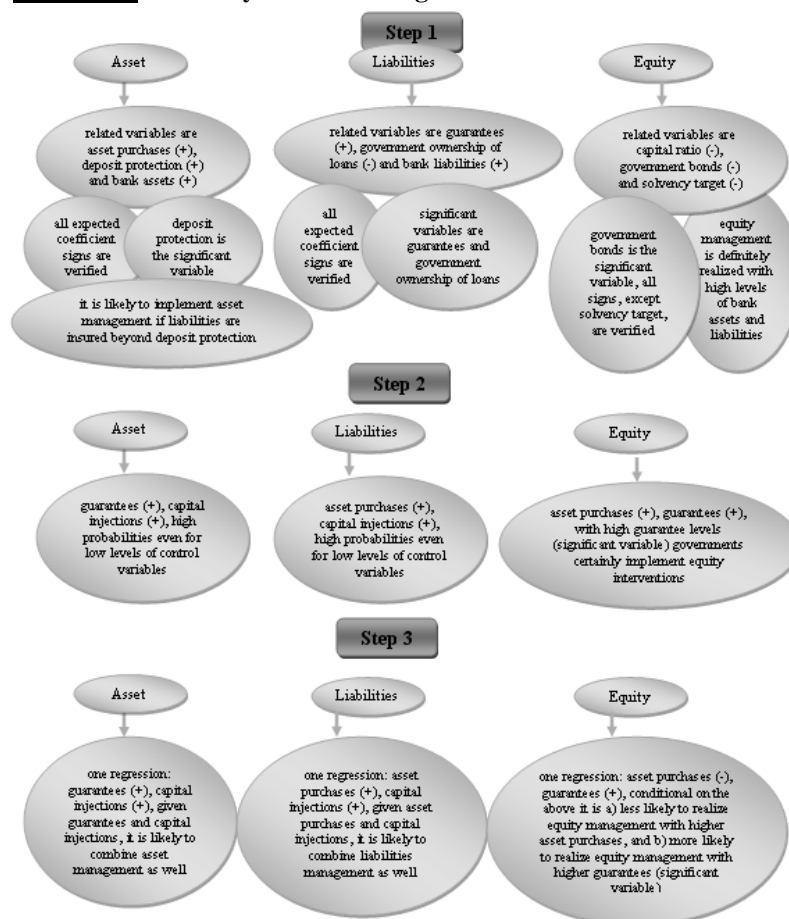 Step 1
Asset
related variables are
asset purchases (+),
deposit protection (+)
and bank assets (+)
all expected
coefficient
signs are
verified
deposit
protection is
the significant
variable
it is likely to implement asset
management if liabilities are
insured beyond deposit protection
Liabilities
related variables are guarantees
(+), government ownership of
loans (-) and bank liabilities (+)
all
expected
coefficient
signs are
verified
significant
variables are
guarantees and
government
ownership of loans
Equity
related variables are
capital ratio (-),
government bonds (-)
and solvency target (-)
government
bonds is the
significant
variable, all
signs, except
solvency target,
are verified
equity
management
is definitely
realized with
high levels
of bank
assets and
liabilities
Step 2
Asset
guarantees (+), capital
injections (+), high
probabilities even for
low levels of control
variables
Liabilities
asset purchases (+),
capital injections (+),
high probabilities even
for low levels of control
variables
Equity
asset purchases (+), guarantees (+),
with high guarantee levels
(significant variable) governments
certainly implement equity
interventions
Step 3
Asset
one regression:
guarantees (+), capital
injections (+), given
guarantees and capital
injections, it is likely to
combine asset
management as well
Liabilities
one regression: asset
purchases (+), capital
injections (+), given asset
purchases and capital
injections, it is likely to
combine liabilities
management as well
Equity
one regression: asset purchases (-),
guarantees (+), conditional on the
above it is a) less likely to realize
equity management with higher
asset purchases, and b) more likely
to realize equity management with
higher guarantees (significant
variable)